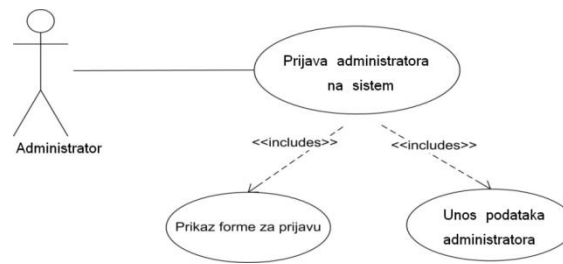 Prijava administratora
na sistem
Administrator
<<includes>>
<<includes>>
Prikaz forme za prijavu
Unos podataka
administratora